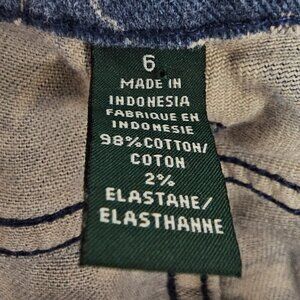 6
MADE IN
INDONESIA
FABRIQUE EN
INDONESIE
98% COTTON/
COTON
2%
ELASTANE/
ELASTHANNE